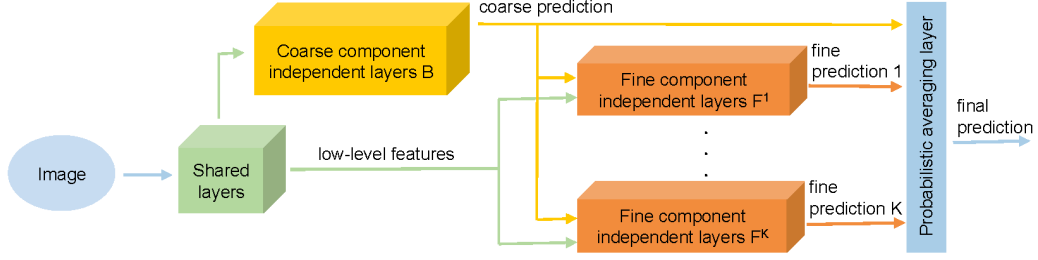 coarse prediction
Coarse component
independent layers B
fine
prediction 1
Fine component
independent layers F¹
Probabilistic averaging layer
final
prediction
low-level features
Image
Shared
layers
.
.
.
fine
prediction K
Fine component
independent layers Fᴷ